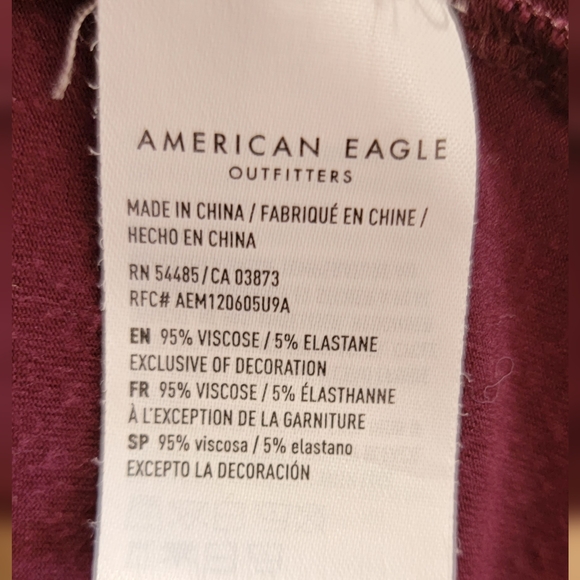 AMERICAN EAGLE
OUTFITTERS
MADE IN CHINA / FABRIQUÉ EN CHINE /
HECHO EN CHINA
RN 54485 / CA 03873
RFC# AEM120605U9A
EN 95% VISCOSE / 5% ELASTANE
EXCLUSIVE OF DECORATION
FR 95% VISCOSE / 5% ÉLASTHANNE
À L'EXCEPTION DE LA GARNITURE
SP 95% viscosa / 5% elastano
EXCEPTO LA DECORACIÓN